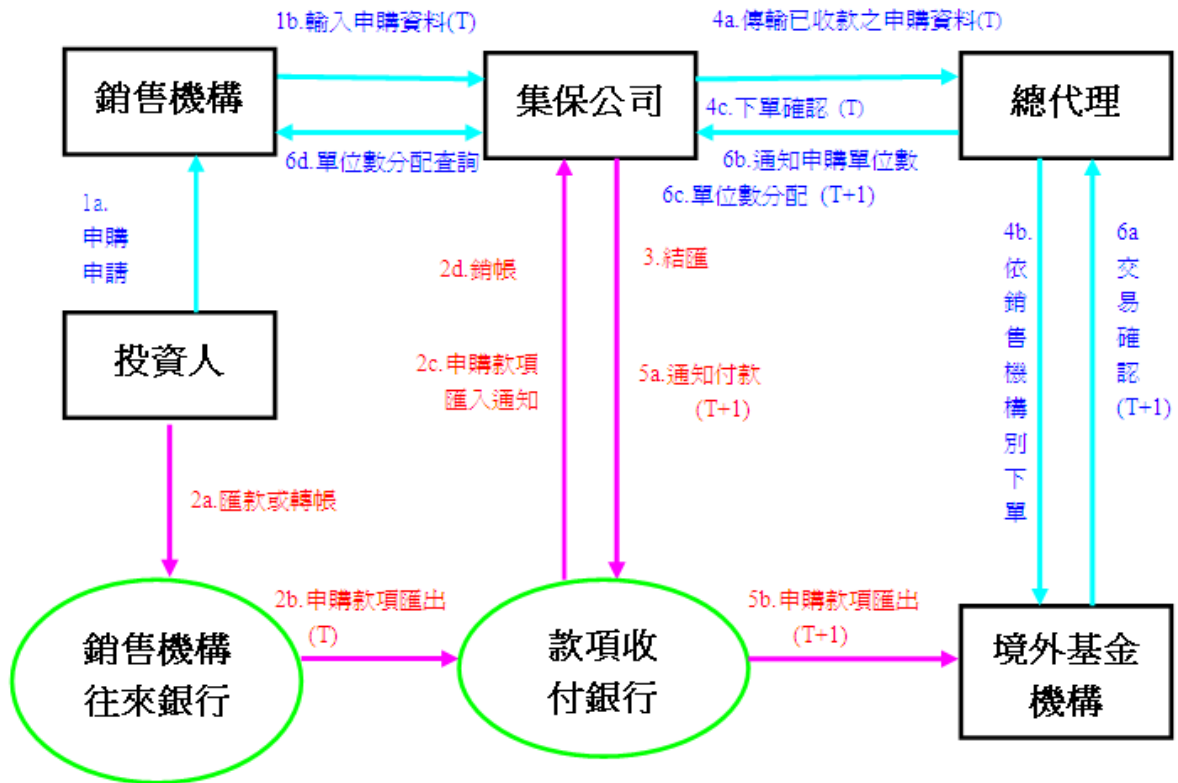 1b.輸入申購資料(T)
4a.傳輸已收款之申購資料(T)
銷售機構
集保公司
總代理
4c.下單確認 (T)
6d.單位數分配查詢
6b.通知申購單位數
6c.單位數分配 (T+1)
1a.
申購
申請
2d.銷帳
3.結匯
4b.
依
銷
售
機
構
別
下
單
6a
交
易
確
認
(T+1)
投資人
2c.申購款項
匯入通知
5a.通知付款
(T+1)
2a.匯款或轉帳
2b.申購款項匯出
(T)
5b.申購款項匯出
(T+1)
銷售機構
往來銀行
款項收
付銀行
境外基金
機構